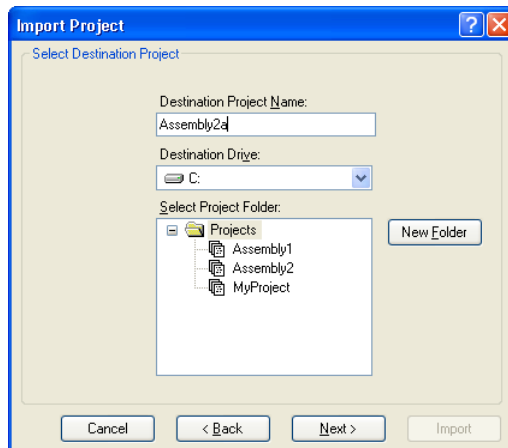 Import Project
Select Destination Project
Destination Project Name:
Assembly2a
Destination Drive:
C:
Select Project Folder:
Projects
New Folder
Assembly1
Assembly2
MyProject
Cancel
< Back
Next >
Import